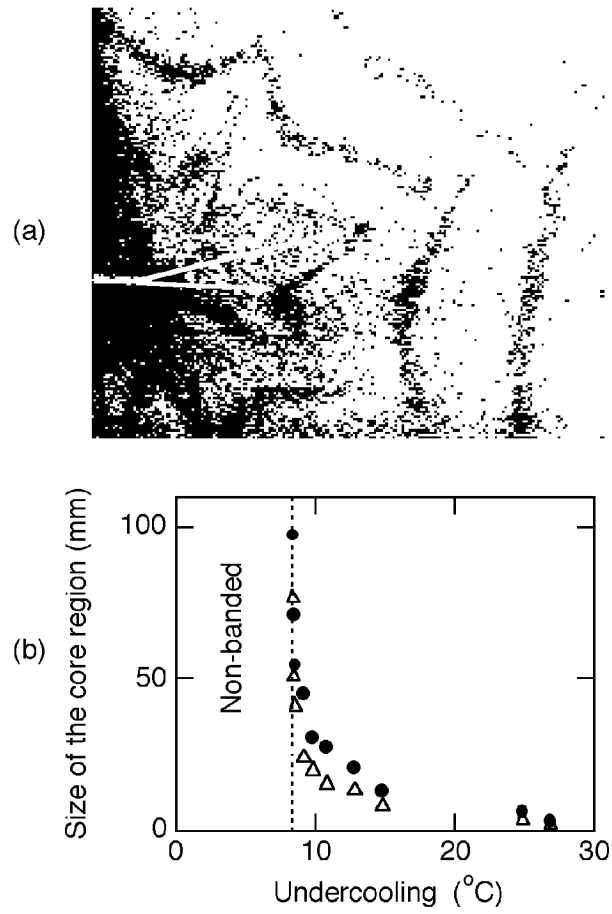 (a)
(b)
Size of the core region (mm)
100
50
0
Non-banded
0
10
20
30
Undercooling (°C)